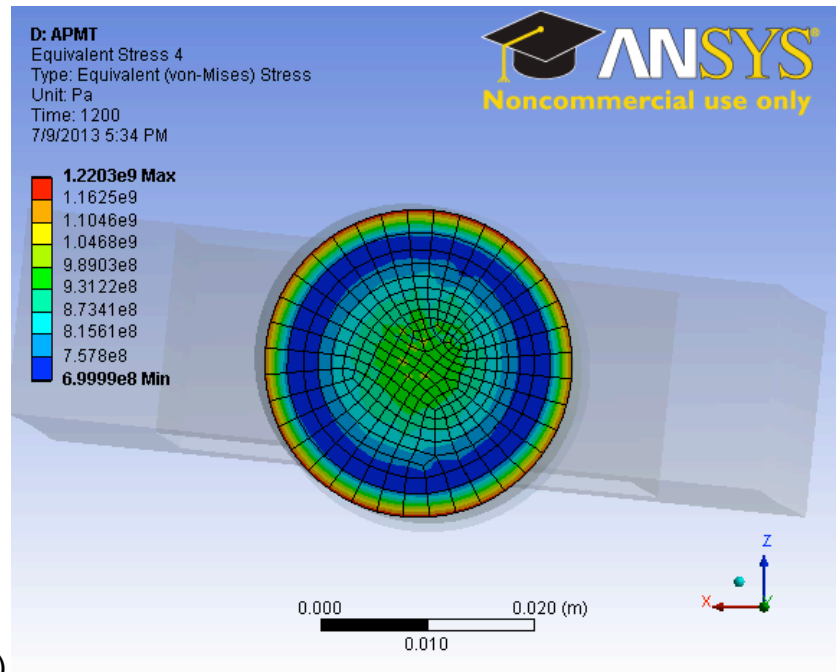 D: APMT
Equivalent Stress 4
Type: Equivalent (von-Mises) Stress
Unit: Pa
Time: 1200
7/9/2013 5:34 PM
ANSYS
Noncommercial use only
1.2203e9 Max
1.1625e9
1.1046e9
1.0468e9
9.8903e8
9.3122e8
8.7341e8
8.1561e8
7.578e8
6.9999e8 Min
Z
X
Y
0.000 0.020 (m)
0.010
)